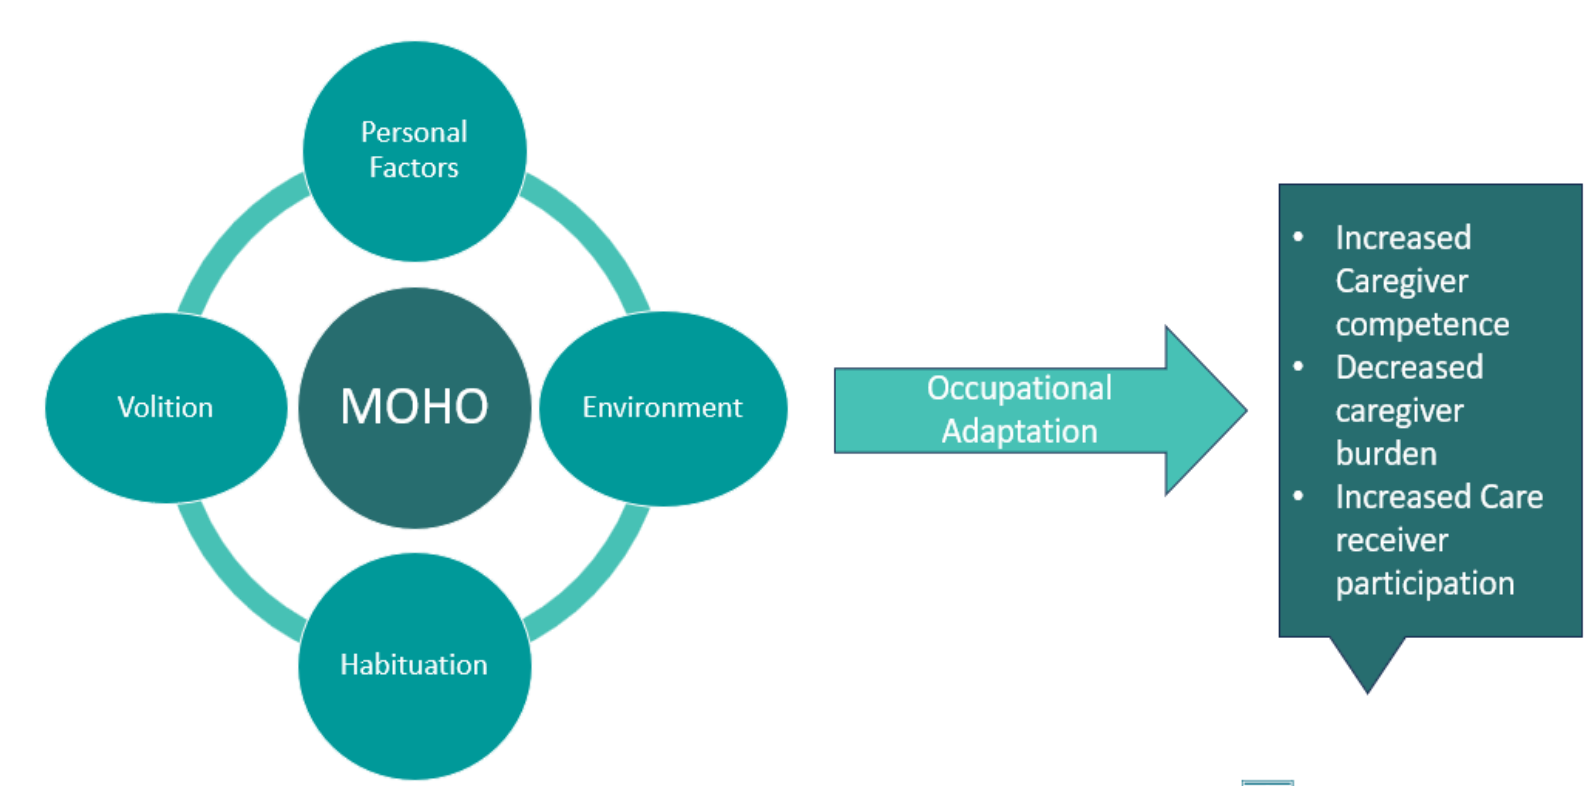 Personal
Factors
Volition
MOHO
Environment
Habituation
Occupational
Adaptation
• Increased
Caregiver
competence
• Decreased
caregiver
burden
• Increased Care
receiver
participation